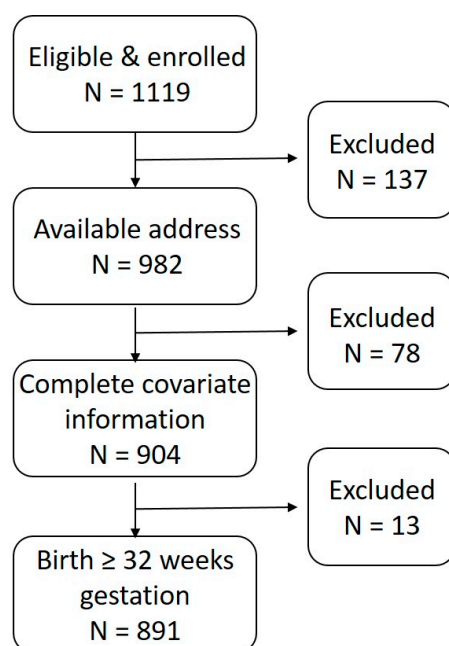 Eligible & enrolled
N = 1119
Excluded
N = 137
Available address
N = 982
Excluded
N = 78
Complete covariate
information
N = 904
Excluded
N = 13
Birth ≥ 32 weeks
gestation
N = 891